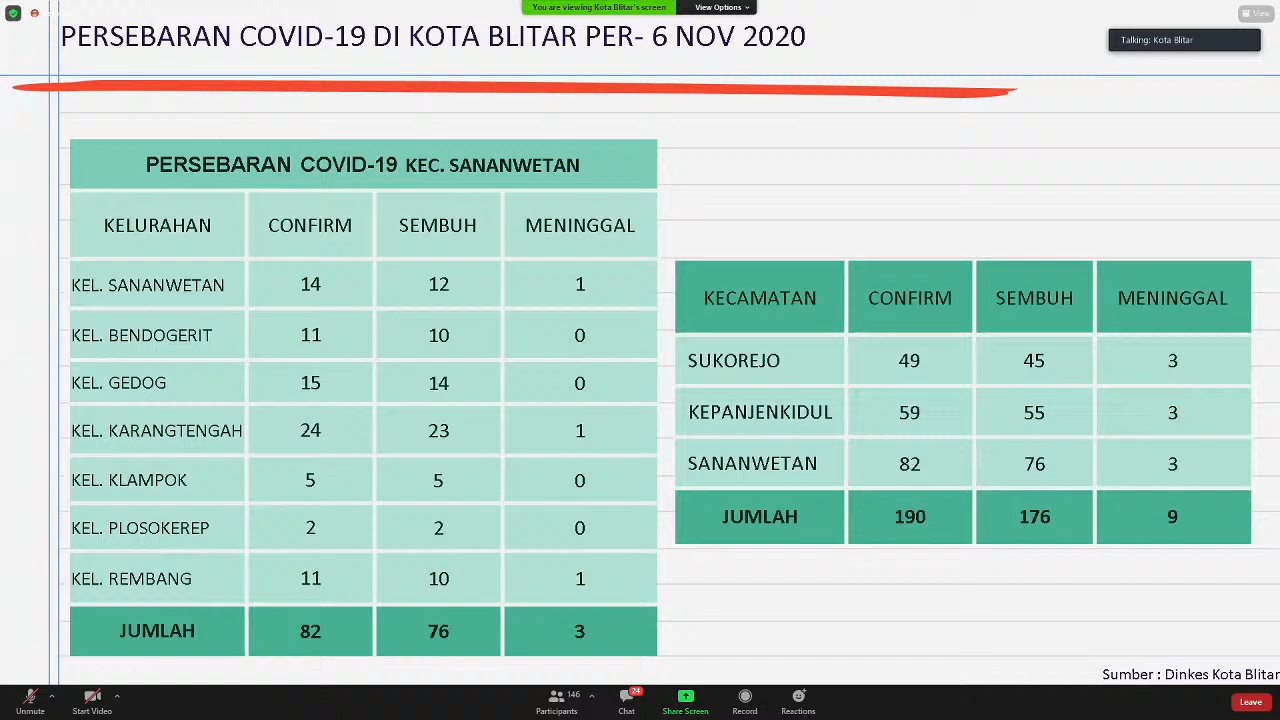 You are viewing Kota Blitar's screen
View Options
View
PERSEBARAN COVID-19 DI KOTA BLITAR PER- 6 NOV 2020
Talking: Kota Blitar
PERSEBARAN COVID-19 KEC. SANANWETAN
KELURAHAN CONFIRM SEMBUH MENINGGAL
KEL. SANANWETAN 14 12 1
KEL. BENDOGERIT 11 10 0
KEL. GEDOG 15 14 0
KEL. KARANGTENGAH 24 23 1
KEL. KLAMPOK 5 5 0
KEL. PLOSOKEREP 2 2 0
KEL. REMBANG 11 10 1
JUMLAH 82 76 3
KECAMATAN CONFIRM SEMBUH MENINGGAL
SUKOREJO 49 45 3
KEPANJENKIDUL 59 55 3
SANANWETAN 82 76 3
JUMLAH 190 176 9
Sumber : Dinkes Kota Blitar
Unmute
Start Video
146
Participants
24
Chat
Share Screen
Record
Reactions
Leave